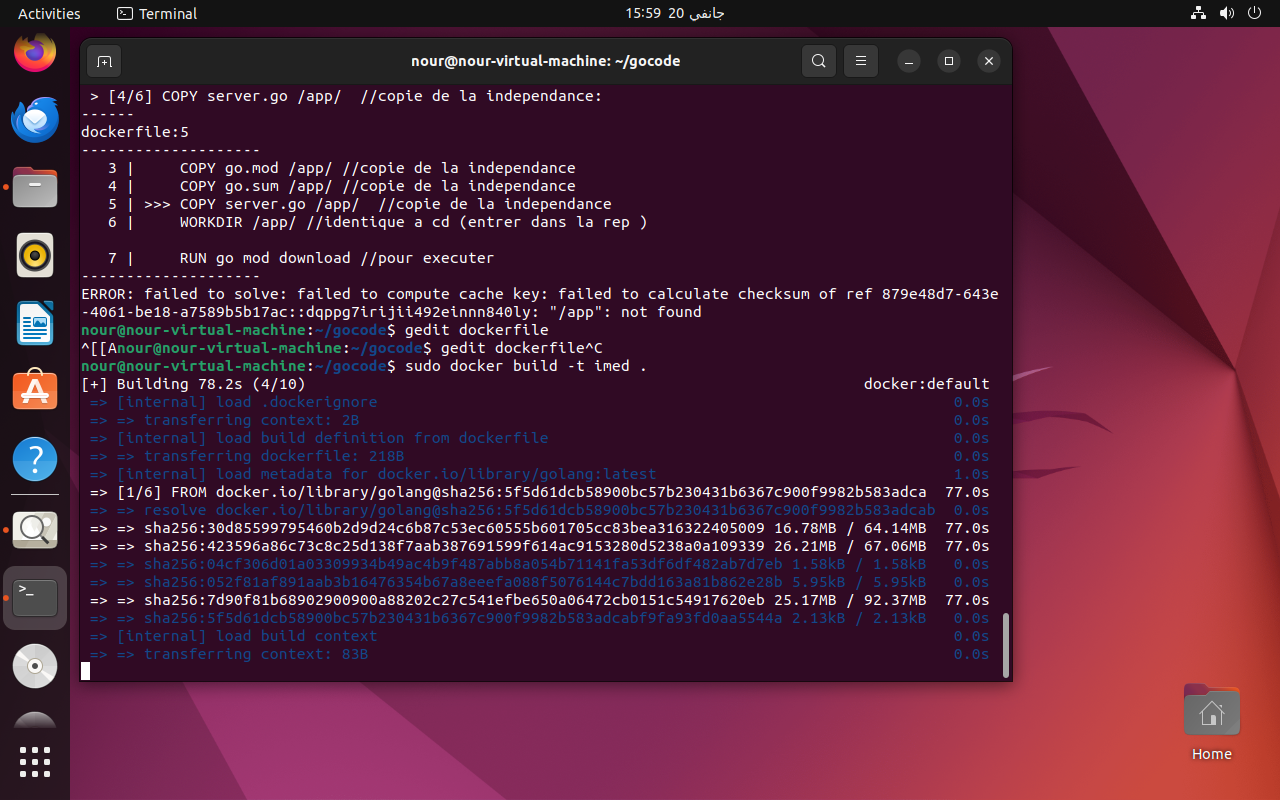 Activities
Terminal
15:59 20 جانفي
nour@nour-virtual-machine: ~/gocode
> [4/6] COPY server.go /app/  //copie de la independance:
------
dockerfile:5
--------------------
3 |     COPY go.mod /app/ //copie de la independance
4 |     COPY go.sum /app/ //copie de la independance
5 | >>> COPY server.go /app/  //copie de la independance
6 |     WORKDIR /app/ //identique a cd (entrer dans la rep )
7 |     RUN go mod download //pour executer
--------------------
ERROR: failed to solve: failed to compute cache key: failed to calculate checksum of ref 879e48d7-643e
-4061-be18-a7589b5b17ac::dqppg7irijii492einnn840ly: "/app": not found
nour@nour-virtual-machine:~/gocode$ gedit dockerfile
^[[Anour@nour-virtual-machine:~/gocode$ gedit dockerfile^C
nour@nour-virtual-machine:~/gocode$ sudo docker build -t imed .
[+] Building 78.2s (4/10) docker:default
=> [internal] load .dockerignore 0.0s
=> => transferring context: 2B 0.0s
=> [internal] load build definition from dockerfile 0.0s
=> => transferring dockerfile: 218B 0.0s
=> [internal] load metadata for docker.io/library/golang:latest 1.0s
=> [1/6] FROM docker.io/library/golang@sha256:5f5d61dcb58900bc57b230431b6367c900f9982b583adca 77.0s
=> => resolve docker.io/library/golang@sha256:5f5d61dcb58900bc57b230431b6367c900f9982b583adcab 0.0s
=> => sha256:30d85599795460b2d9d24c6b87c53ec60555b601705cc83bea316322405009 16.78MB / 64.14MB 77.0s
=> => sha256:423596a86c73c8c25d138f7aab387691599f614ac9153280d5238a0a109339 26.21MB / 67.06MB 77.0s
=> => sha256:04cf306d01a03309934b49ac4b9f487abb8a054b71141fa53df6df482ab7d7eb 1.58kB / 1.58kB 0.0s
=> => sha256:052f81af891aab3b16476354b67a8eeefa088f5076144c7bdd163a81b862e28b 5.95kB / 5.95kB 0.0s
=> => sha256:7d90f81b68902900900a88202c27c541efbe650a06472cb0151c54917620eb 25.17MB / 92.37MB 77.0s
=> => sha256:5f5d61dcb58900bc57b230431b6367c900f9982b583adcabf9fa93fd0aa5544a 2.13kB / 2.13kB 0.0s
=> [internal] load build context 0.0s
=> => transferring context: 83B 0.0s
Home